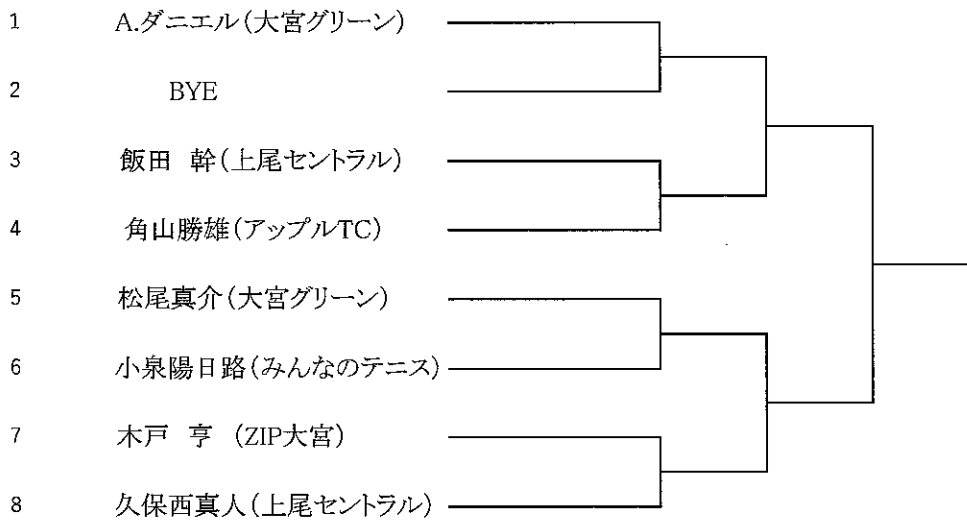 1 A.ダニエル(大宮グリーン)
2 BYE
3 飯田 幹(上尾セントラル)
4 角山勝雄(アップルTC)
5 松尾真介(大宮グリーン)
6 小泉陽日路(みんなのテニス)
7 木戸 亨 (ZIP大宮)
8 久保西真人(上尾セントラル)